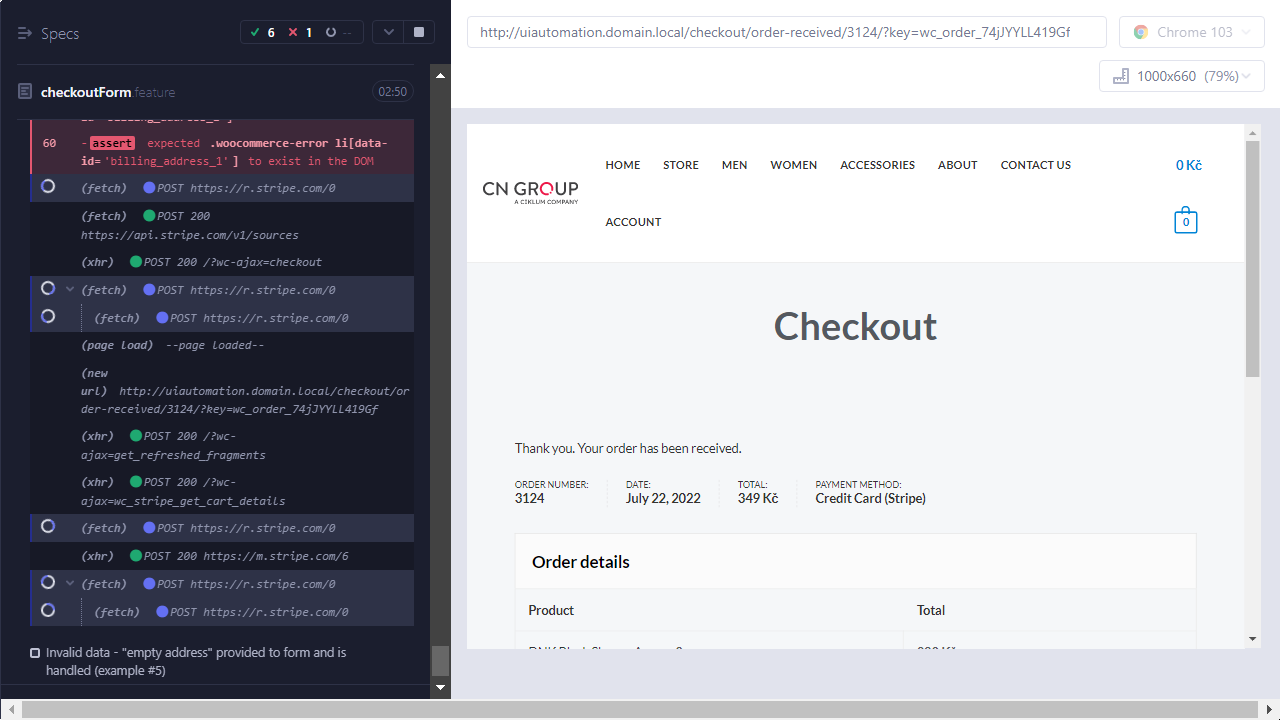 Specs
6
1
--
checkoutForm.feature
02:50
60
-assert expected .woocommerce-error li[data-
id='billing_address_1'] to exist in the DOM
(fetch) POST https://r.stripe.com/0
(fetch) POST 200
https://api.stripe.com/v1/sources
(xhr) POST 200 /?wc-ajax=checkout
(fetch) POST https://r.stripe.com/0
(fetch) POST https://r.stripe.com/0
(page load) --page loaded--
(new
url) http://uiautomation.domain.local/checkout/or
der-received/3124/?key=wc_order_74jJYYLL419Gf
(xhr) POST 200 /?wc-
ajax=get_refreshed_fragments
(xhr) POST 200 /?wc-
ajax=wc_stripe_get_cart_details
(fetch) POST https://r.stripe.com/0
(xhr) POST 200 https://m.stripe.com/6
(fetch) POST https://r.stripe.com/0
(fetch) POST https://r.stripe.com/0
Invalid data - "empty address" provided to form and is
handled (example #5)
http://uiautomation.domain.local/checkout/order-received/3124/?key=wc_order_74jJYYLL419Gf
Chrome 103
1000x660 (79%)
CN GROUP
A CIKLUM COMPANY
HOME STORE MEN WOMEN ACCESSORIES ABOUT CONTACT US
0 Kč
ACCOUNT
0
Checkout
Thank you. Your order has been received.
ORDER NUMBER:
3124
DATE:
July 22, 2022
TOTAL:
349 Kč
PAYMENT METHOD:
Credit Card (Stripe)
Order details
Product Total